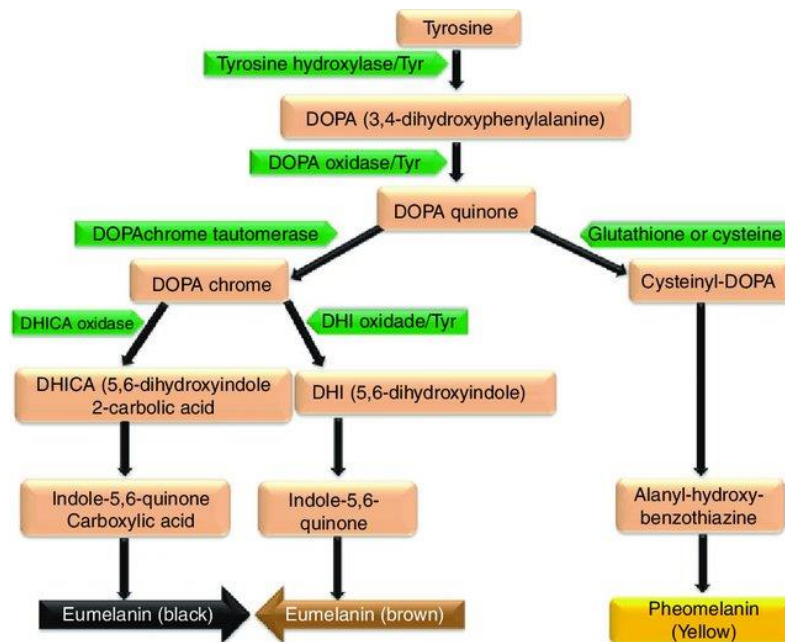 Tyrosine
Tyrosine hydroxylase/Tyr
DOPA (3,4-dihydroxyphenylalanine)
DOPA oxidase/Tyr
DOPA quinone
DOPAchrome tautomerase
Glutathione or cysteine
DOPA chrome
Cysteinyl-DOPA
DHICA oxidase
DHI oxidade/Tyr
DHICA (5,6-dihydroxyindole
2-carbolic acid
DHI (5,6-dihydroxyindole)
Indole-5,6-quinone
Carboxylic acid
Indole-5,6-
quinone
Alanyl-hydroxy-
benzothiazine
Eumelanin (black)
Eumelanin (brown)
Pheomelanin
(Yellow)